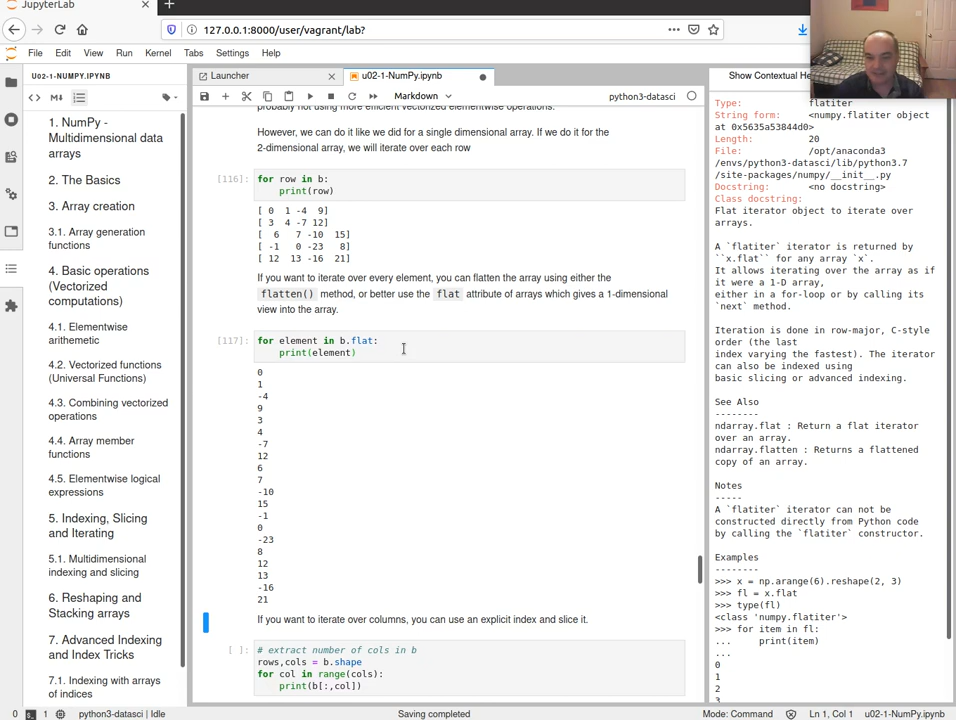 JupyterLab
127.0.0.1:8000/user/vagrant/lab?
File Edit View Run Kernel Tabs Settings Help
U02-1-NUMPY.IPYNB
1. NumPy -
Multidimensional data
arrays
2. The Basics
3. Array creation
3.1. Array generation
functions
4. Basic operations
(Vectorized
computations)
4.1. Elementwise
arithemetic
4.2. Vectorized functions
(Universal Functions)
4.3. Combining vectorized
operations
4.4. Array member
functions
4.5. Elementwise logical
expressions
5. Indexing, Slicing
and Iterating
5.1. Multidimensional
indexing and slicing
6. Reshaping and
Stacking arrays
7. Advanced Indexing
and Index Tricks
7.1. Indexing with arrays
of indices
Launcher
u02-1-NumPy.ipynb
Markdown
python3-datasci
probably not using more efficient vectorized elementwise operations.
However, we can do it like we did for a single dimensional array. If we do it for the
2-dimensional array, we will iterate over each row
[116]: for row in b:
print(row)
[ 0 1 -4 9]
[ 3 4 -7 12]
[ 6 7 -10 15]
[ -1 0 -23 8]
[ 12 13 -16 21]
If you want to iterate over every element, you can flatten the array using either the
flatten() method, or better use the flat attribute of arrays which gives a 1-dimensional
view into the array.
[117]: for element in b.flat:
print(element)
0
1
-4
9
3
4
-7
12
6
7
-10
15
-1
0
-23
8
12
13
-16
21
If you want to iterate over columns, you can use an explicit index and slice it.
[ ]: # extract number of cols in b
rows,cols = b.shape
for col in range(cols):
print(b[:,col])
Show Contextual He
Type: flatiter
String form: <numpy.flatiter object
at 0x5635a53844d0>
Length: 20
File: /opt/anaconda3
/envs/python3-datasci/lib/python3.7
/site-packages/numpy/__init__.py
Docstring: <no docstring>
Class docstring:
Flat iterator object to iterate over
arrays.
A `flatiter` iterator is returned by
``x.flat`` for any array `x`.
It allows iterating over the array as if
it were a 1-D array,
either in a for-loop or by calling its
`next` method.
Iteration is done in row-major, C-style
order (the last
index varying the fastest). The iterator
can also be indexed using
basic slicing or advanced indexing.
See Also
--------
ndarray.flat : Return a flat iterator
over an array.
ndarray.flatten : Returns a flattened
copy of an array.
Notes
-----
A `flatiter` iterator can not be
constructed directly from Python code
by calling the `flatiter` constructor.
Examples
--------
>>> x = np.arange(6).reshape(2, 3)
>>> fl = x.flat
>>> type(fl)
<class 'numpy.flatiter'>
>>> for item in fl:
... print(item)
...
0
1
2
3
0 1 python3-datasci | Idle Saving completed Mode: Command Ln 1, Col 1 u02-1-NumPy.ipynb